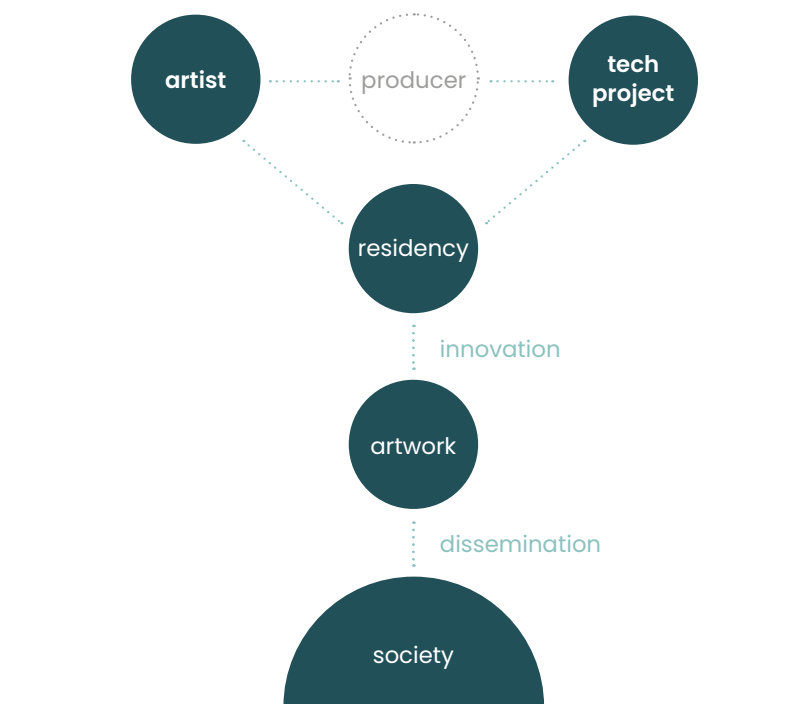 artist
producer
tech
project
residency
innovation
artwork
dissemination
society